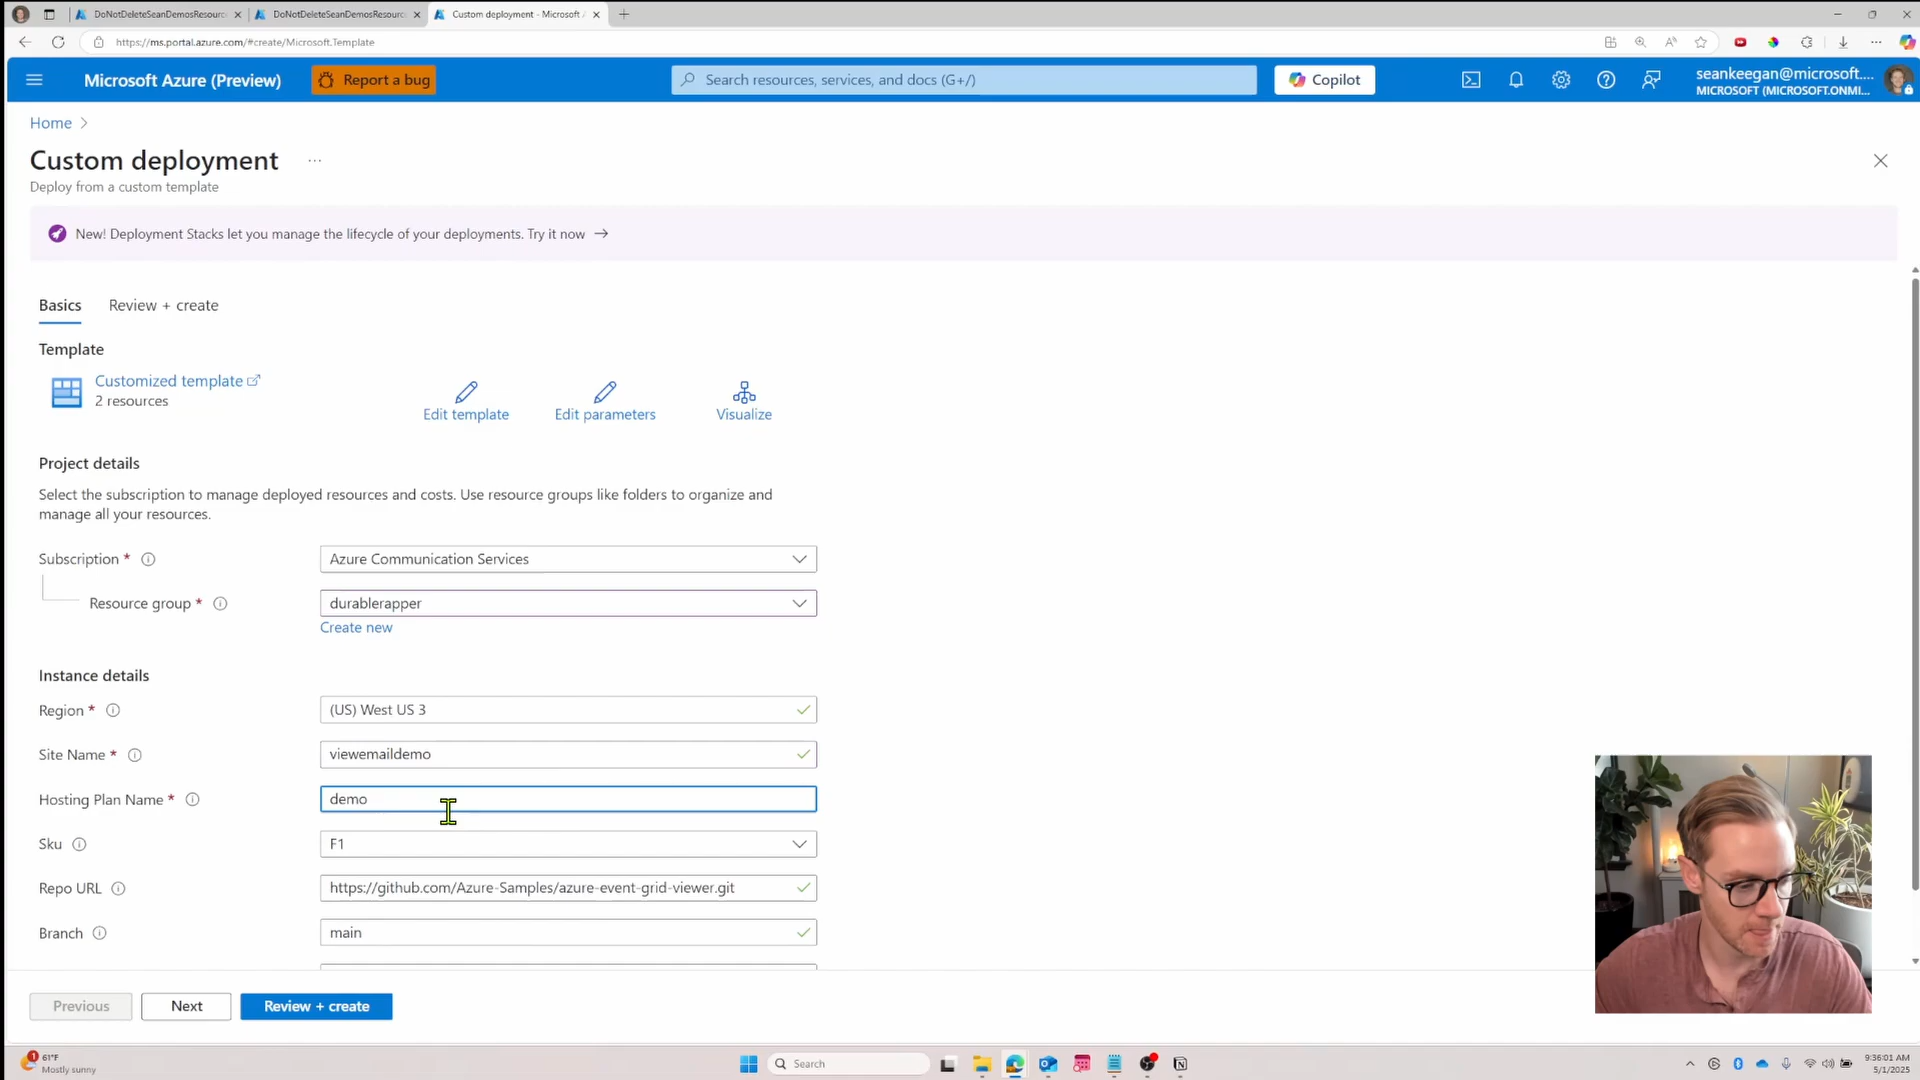 DoNotDeleteSeanDemosResourc
DoNotDeleteSeanDemosResourc
Custom deployment - Microsoft A
https://ms.portal.azure.com/#create/Microsoft.Template
Microsoft Azure (Preview)
Report a bug
Search resources, services, and docs (G+/)
Copilot
seankeegan@microsoft....
MICROSOFT (MICROSOFT.ONMI...
Home
Custom deployment
...
Deploy from a custom template
New! Deployment Stacks let you manage the lifecycle of your deployments. Try it now →
Basics
Review + create
Template
Customized template
2 resources
Edit template
Edit parameters
Visualize
Project details
Select the subscription to manage deployed resources and costs. Use resource groups like folders to organize and
manage all your resources.
Subscription *
Azure Communication Services
Resource group *
durablerapper
Create new
Instance details
Region *
(US) West US 3
Site Name *
viewemaildemo
Hosting Plan Name *
demo
Sku
F1
Repo URL
https://github.com/Azure-Samples/azure-event-grid-viewer.git
Branch
main
Previous
Next
Review + create
1
61°F
Mostly sunny
Search
9:36:01 AM
5/1/2025